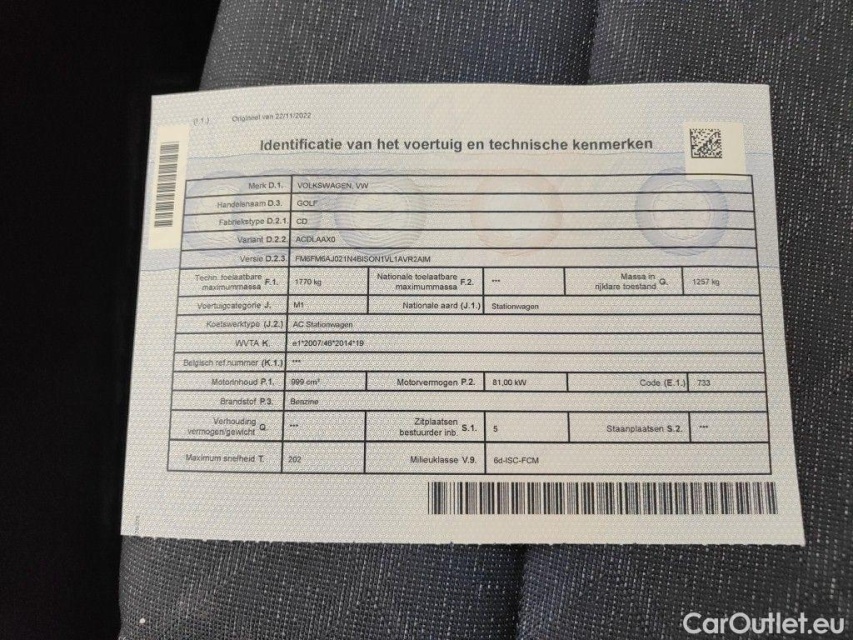 (F.1.) Origineel van 22/11/2022
Identificatie van het voertuig en technische kenmerken
Merk D.1. VOLKSWAGEN, VW
Handelsnaam D.3. GOLF
Fabriekstype D.2.1. CD
Variant D.2.2. ACDLAAX0
Versie D.2.3. FM6FM6AJ021N4BISON1VL1AVR2AIM
Techn. toelaatbare maximummassa F.1. 1770 kg Nationale toelaatbare maximummassa F.2. *** Massa in rijklare toestand G. 1257 kg
Voertuigcategorie J. M1 Nationale aard (J.1.) Stationwagen
Koetswerktype (J.2.) AC Stationwagen
WVTA K. e1*2007/46*2014*19
Belgisch ref.nummer (K.1.) ***
Motorinhoud P.1. 999 cm³ Motorvermogen P.2. 81,00 kW Code (E.1.) 733
Brandstof P.3. Benzine
Verhouding vermogen/gewicht Q. *** Zitplaatsen bestuurder inb. S.1. 5 Staanplaatsen S.2. ***
Maximum snelheid T. 202 Milieuklasse V.9. 6d-ISC-FCM
CarOutlet.eu